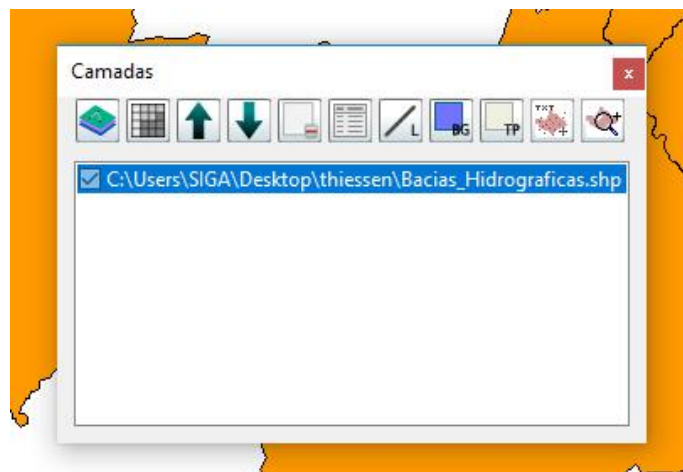 Camadas
x
L
BG
TP
TXT
C:\Users\SIGA\Desktop\thiessen\Bacias_Hidrograficas.shp